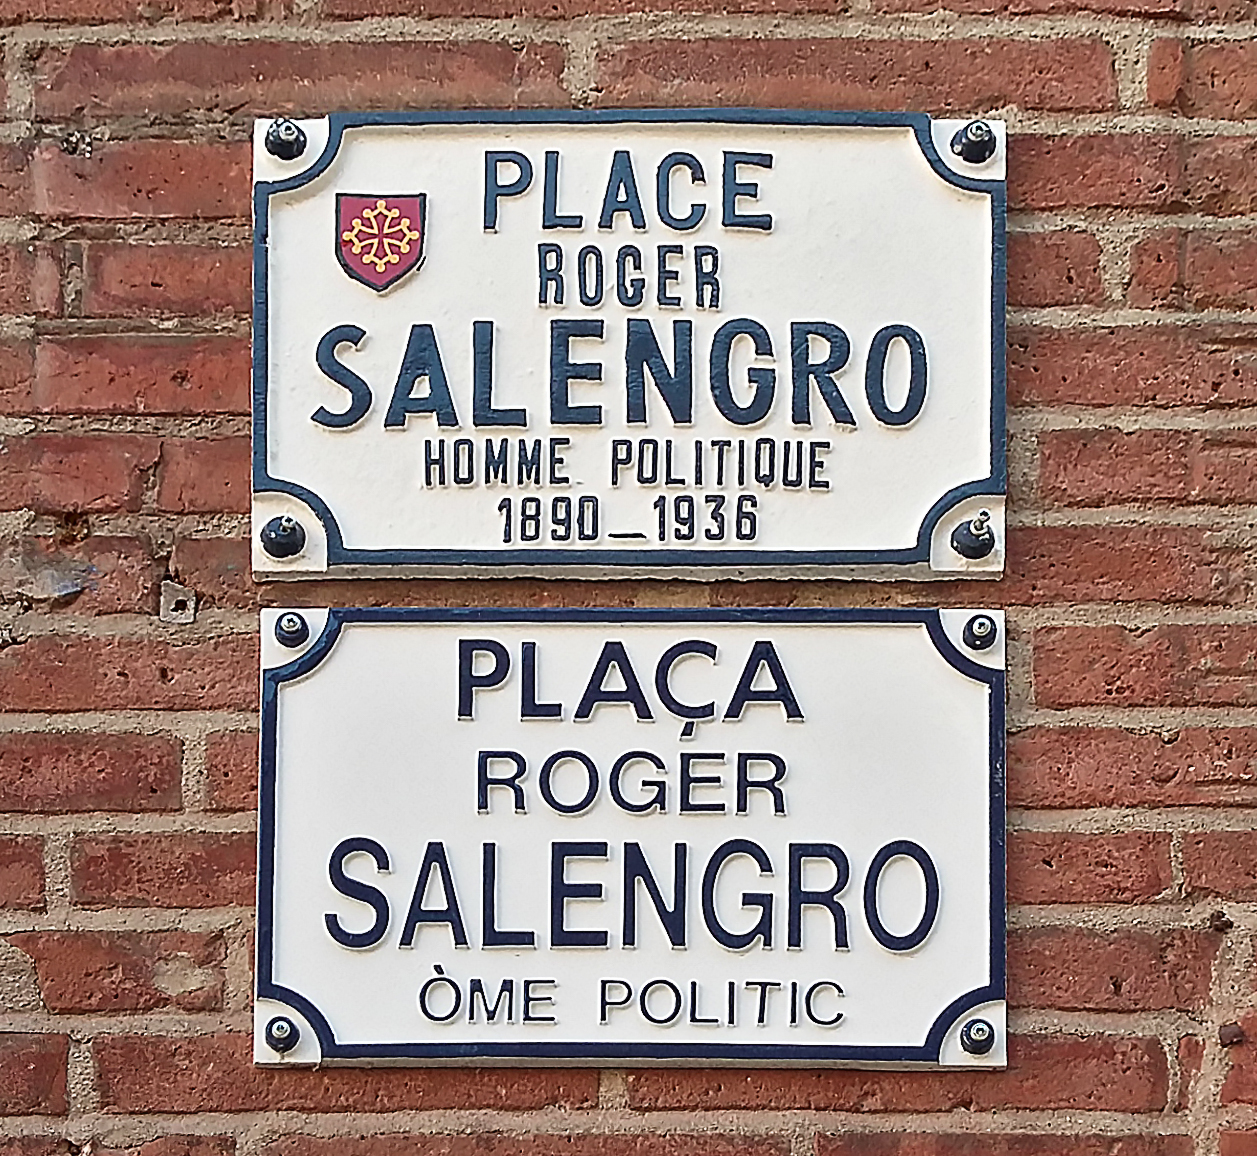 PLACE
ROGER
SALENGRO
HOMME POLITIQUE
1890_1936
PLAÇA
ROGER
SALENGRO
ÒME POLITIC